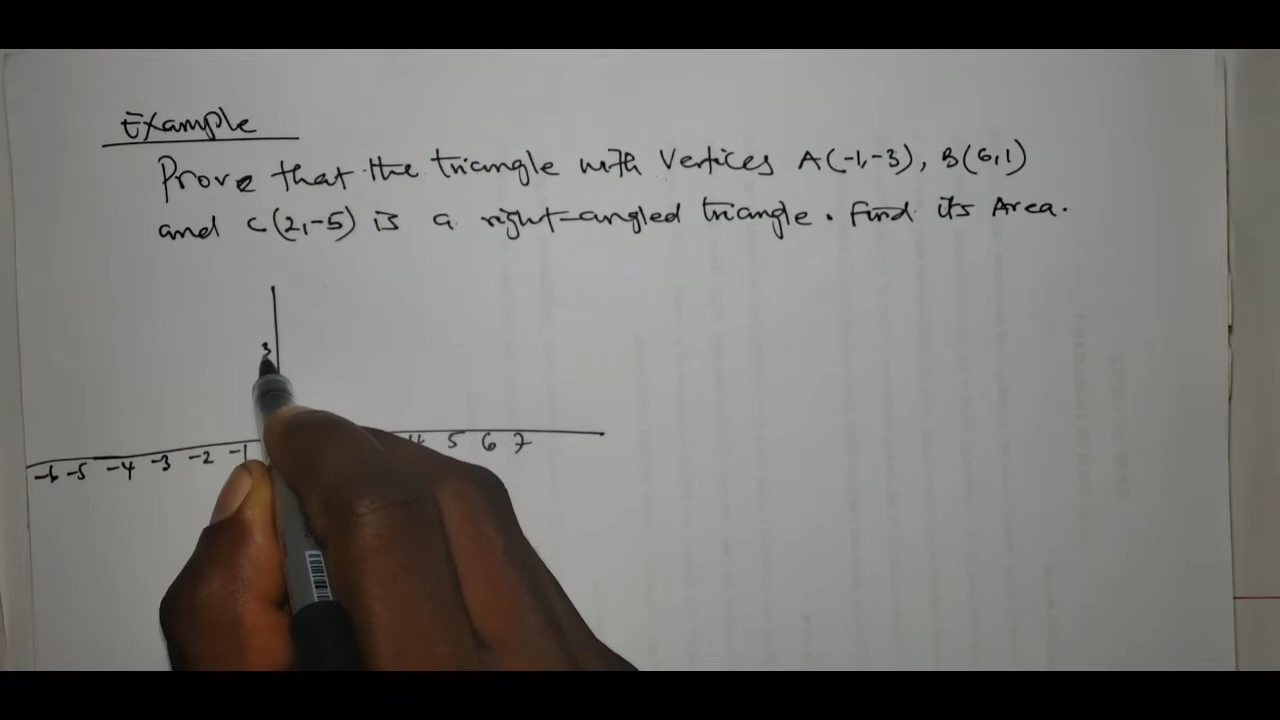 Example
Prove that the triangle with Vertices A(-1,-3), B(6,1)
and C(2,-5) is a right-angled triangle. Find its Area.
3
4 5 6 7
-6 -5 -4 -3 -2 -1